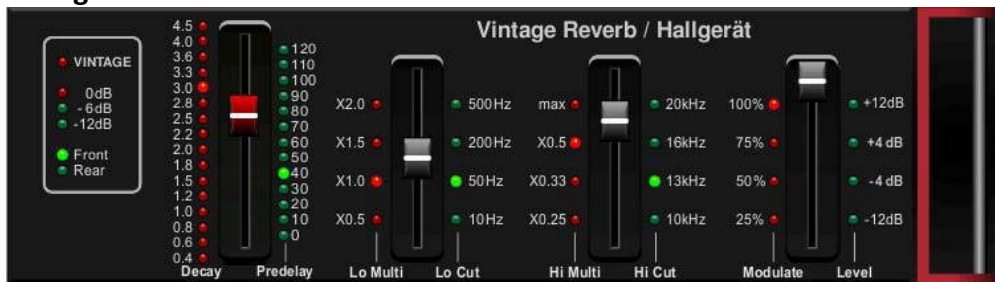 Vintage Reverb / Hallgerät
VINTAGE
0dB
- 6dB
-12dB
Front
Rear
4.5
4.0
3.6
3.3
3.0
2.8
2.5
2.2
2.0
1.8
1.5
1.2
1.0
0.8
0.6
0.4
Decay
120
110
100
90
80
70
60
50
40
30
20
10
0
Predelay
X2.0
X1.5
X1.0
X0.5
Lo Multi
500Hz
200Hz
50Hz
10Hz
Lo Cut
max
X0.5
X0.33
X0.25
Hi Multi
20kHz
16kHz
13kHz
10kHz
Hi Cut
100%
75%
50%
25%
Modulate
+12dB
+4 dB
-4 dB
-12dB
Level